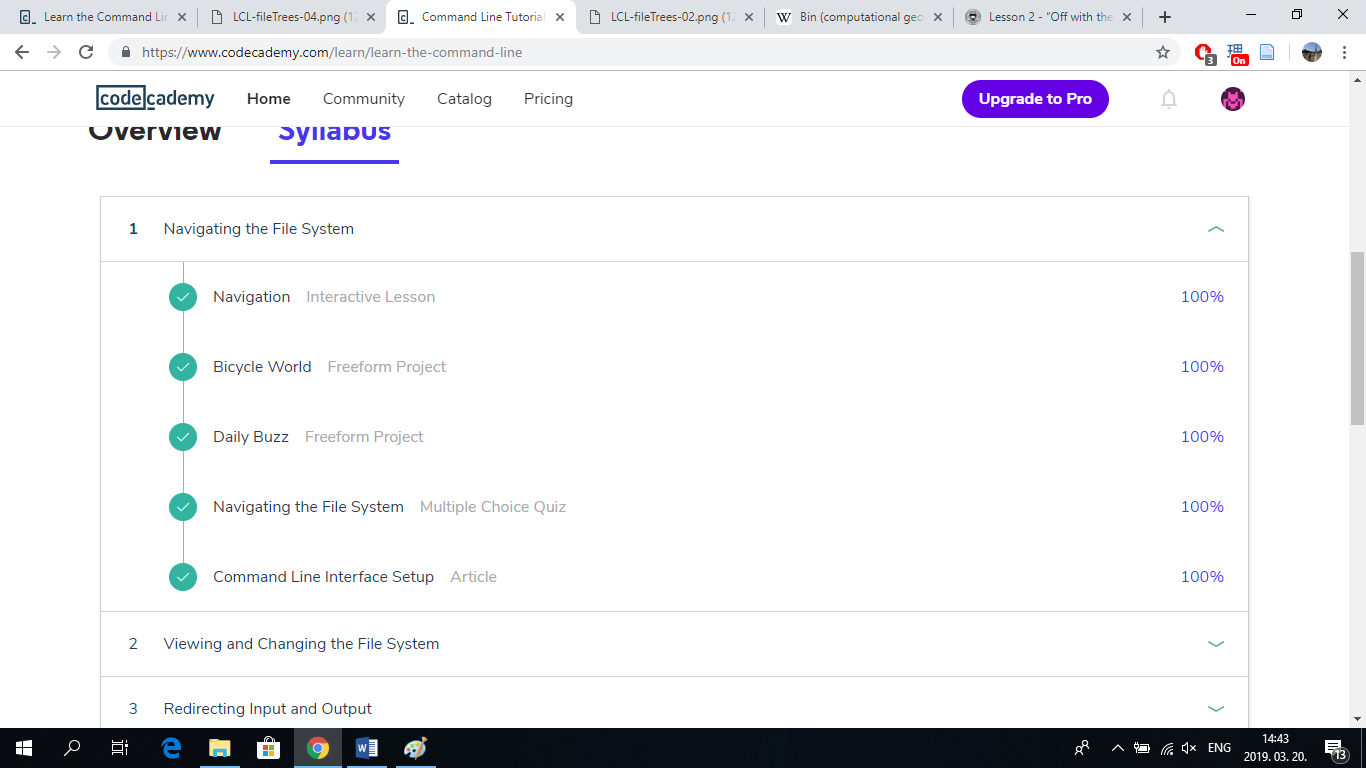 Learn the Command Lin
LCL-fileTrees-04.png (12
Command Line Tutorial
LCL-fileTrees-02.png (12
W Bin (computational geo
Lesson 2 - "Off with the
https://www.codecademy.com/learn/learn-the-command-line
3
On
codecademy
Home Community Catalog Pricing
Upgrade to Pro
Overview Syllabus
1 Navigating the File System
Navigation Interactive Lesson 100%
Bicycle World Freeform Project 100%
Daily Buzz Freeform Project 100%
Navigating the File System Multiple Choice Quiz 100%
Command Line Interface Setup Article 100%
2 Viewing and Changing the File System
3 Redirecting Input and Output
ENG
14:43
2019. 03. 20.
13